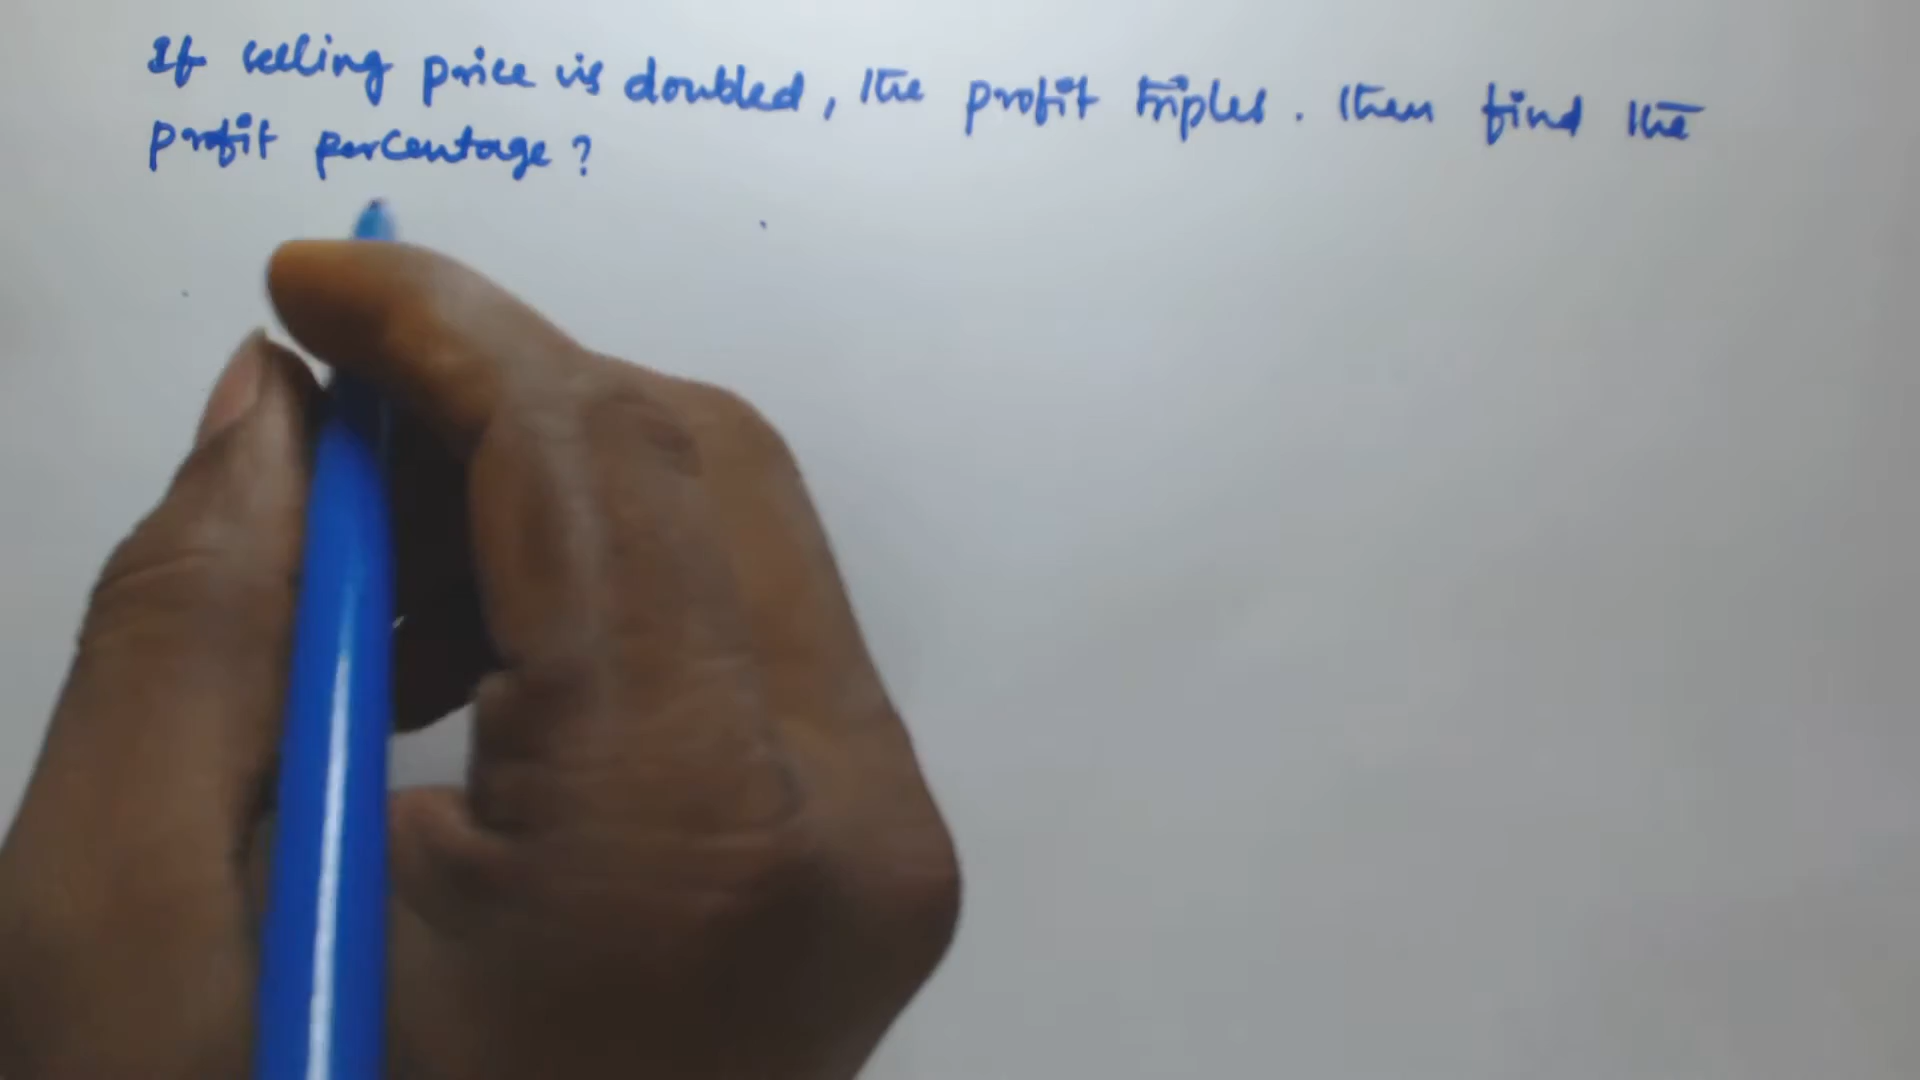 If selling price is doubled, the profit triples. Then find the
profit percentage?